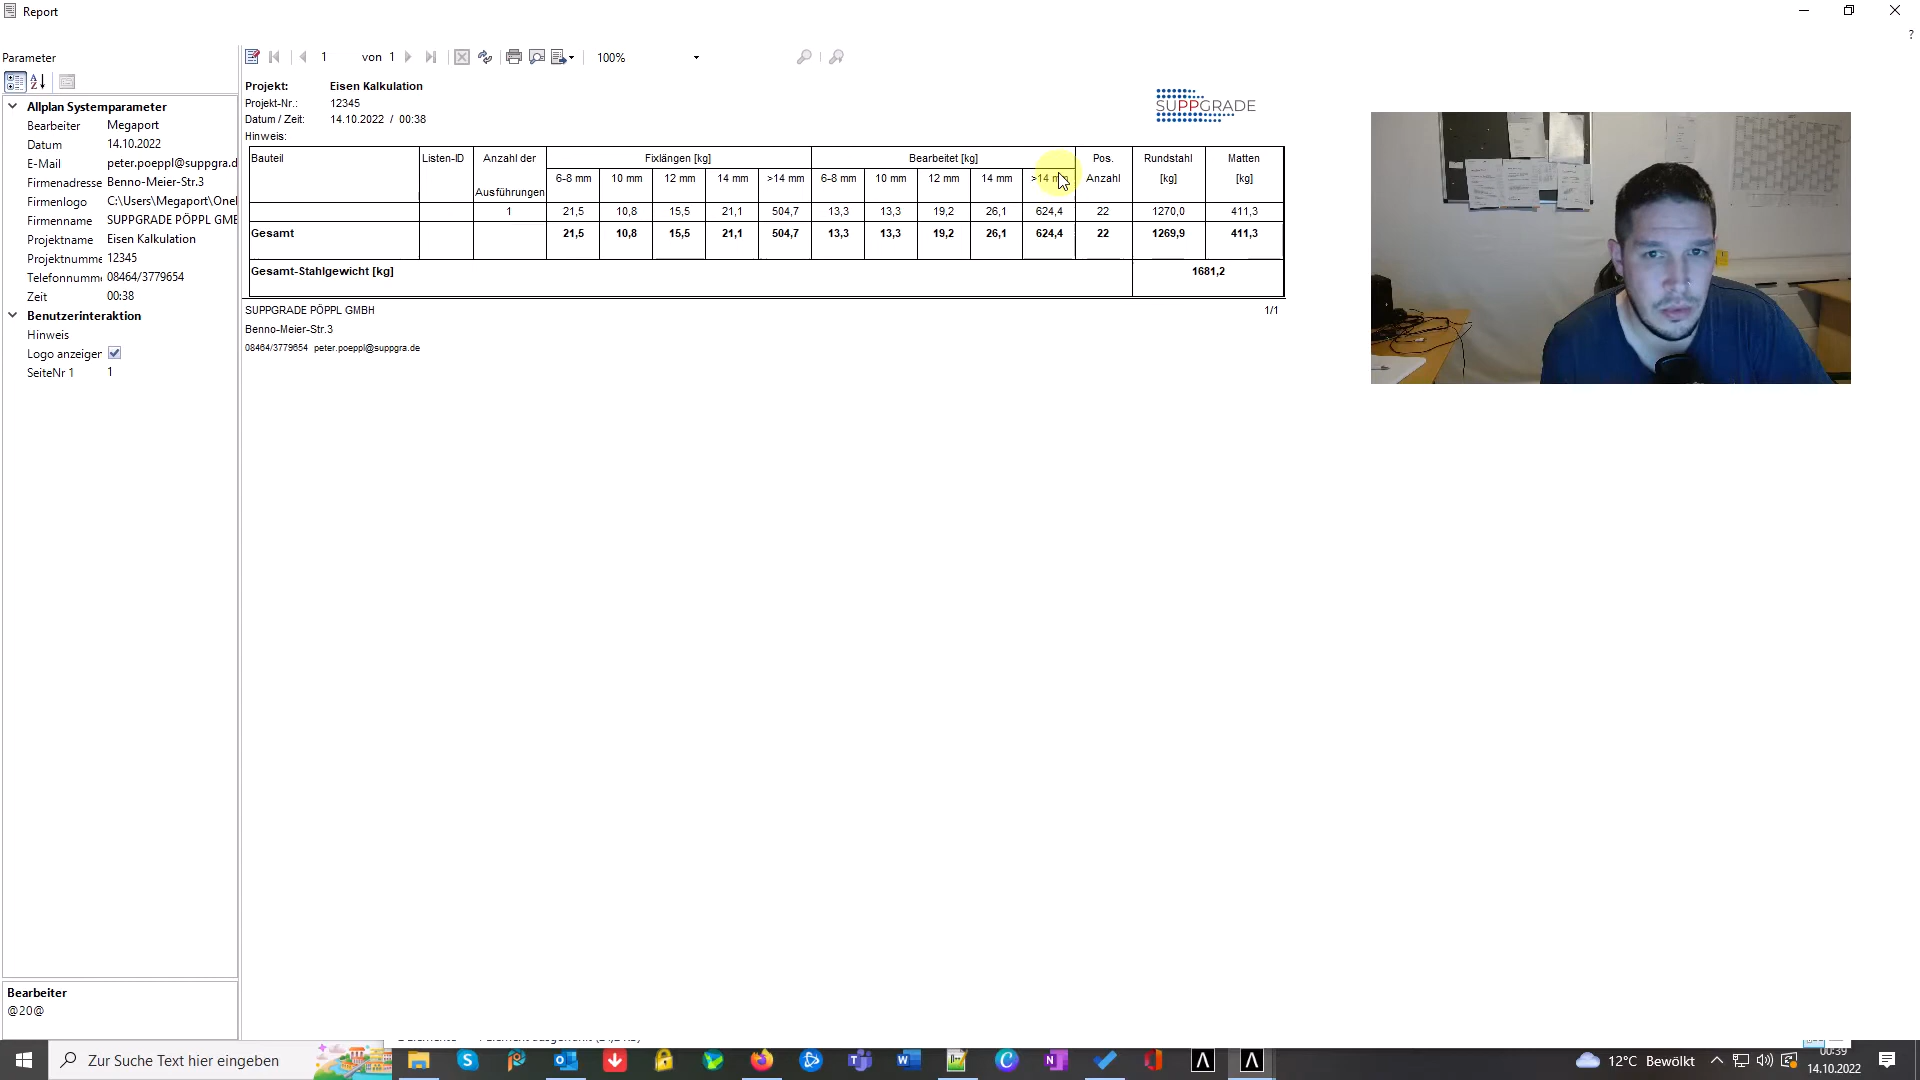 Report
?
Parameter
1 von 1 100%
Allplan Systemparameter
Bearbeiter Megaport
Datum 14.10.2022
E-Mail peter.poeppl@suppgra.d
Firmenadresse Benno-Meier-Str.3
Firmenlogo C:\Users\Megaport\Onel
Firmenname SUPPGRADE PÖPPL GME
Projektname Eisen Kalkulation
Projektnumme 12345
Telefonnumm 08464/3779654
Zeit 00:38
Benutzerinteraktion
Hinweis
Logo anzeiger
SeiteNr 1 1
Bearbeiter
@20@
Projekt: Eisen Kalkulation
Projekt-Nr.: 12345
Datum / Zeit: 14.10.2022 / 00:38
Hinweis:
SUPPGRADE
Bauteil Listen-ID Anzahl der Fixlängen [kg] Bearbeitet [kg] Pos. Rundstahl Matten
6-8 mm 10 mm 12 mm 14 mm >14 mm 6-8 mm 10 mm 12 mm 14 mm >14 Anzahl [kg] [kg]
Ausführungen
1 21,5 10,8 15,5 21,1 504,7 13,3 13,3 19,2 26,1 624,4 22 1270,0 411,3
Gesamt 21,5 10,8 15,5 21,1 504,7 13,3 13,3 19,2 26,1 624,4 22 1269,9 411,3
Gesamt-Stahlgewicht [kg] 1681,2
SUPPGRADE PÖPPL GMBH 1/1
Benno-Meier-Str.3
08464/3779654 peter.poeppl@suppgra.de
Zur Suche Text hier eingeben
12°C Bewölkt
00:39
14.10.2022